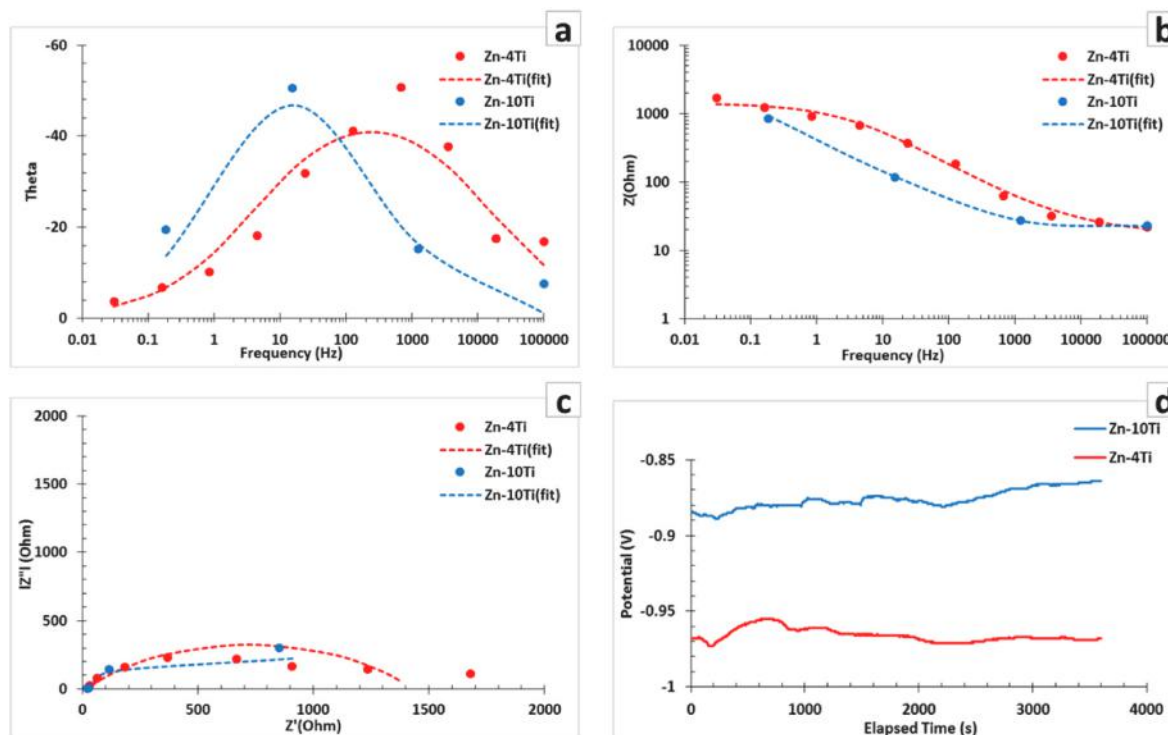 a
-60
-40
-20
0
Theta
0.01 0.1 1 10 100 1000 10000 100000
Frequency (Hz)
Zn-4Ti
Zn-4Ti(fit)
Zn-10Ti
Zn-10Ti(fit)
b
10000
1000
100
10
1
Z(Ohm)
0.01 0.1 1 10 100 1000 10000 100000
Frequency (Hz)
Zn-4Ti
Zn-4Ti(fit)
Zn-10Ti
Zn-10Ti(fit)
c
2000
1500
1000
500
0
IZ"I (Ohm)
0 500 1000 1500 2000
Z'(Ohm)
Zn-4Ti
Zn-4Ti(fit)
Zn-10Ti
Zn-10Ti(fit)
d
Zn-10Ti
Zn-4Ti
-0.85
-0.9
-0.95
-1
Potential (V)
0 1000 2000 3000 4000
Elapsed Time (s)